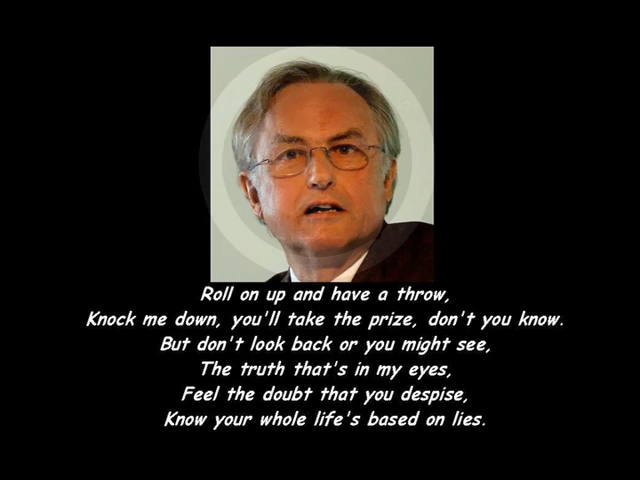 Roll on up and have a throw,
Knock me down, you'll take the prize, don't you know.
But don't look back or you might see,
The truth that's in my eyes,
Feel the doubt that you despise,
Know your whole life's based on lies.